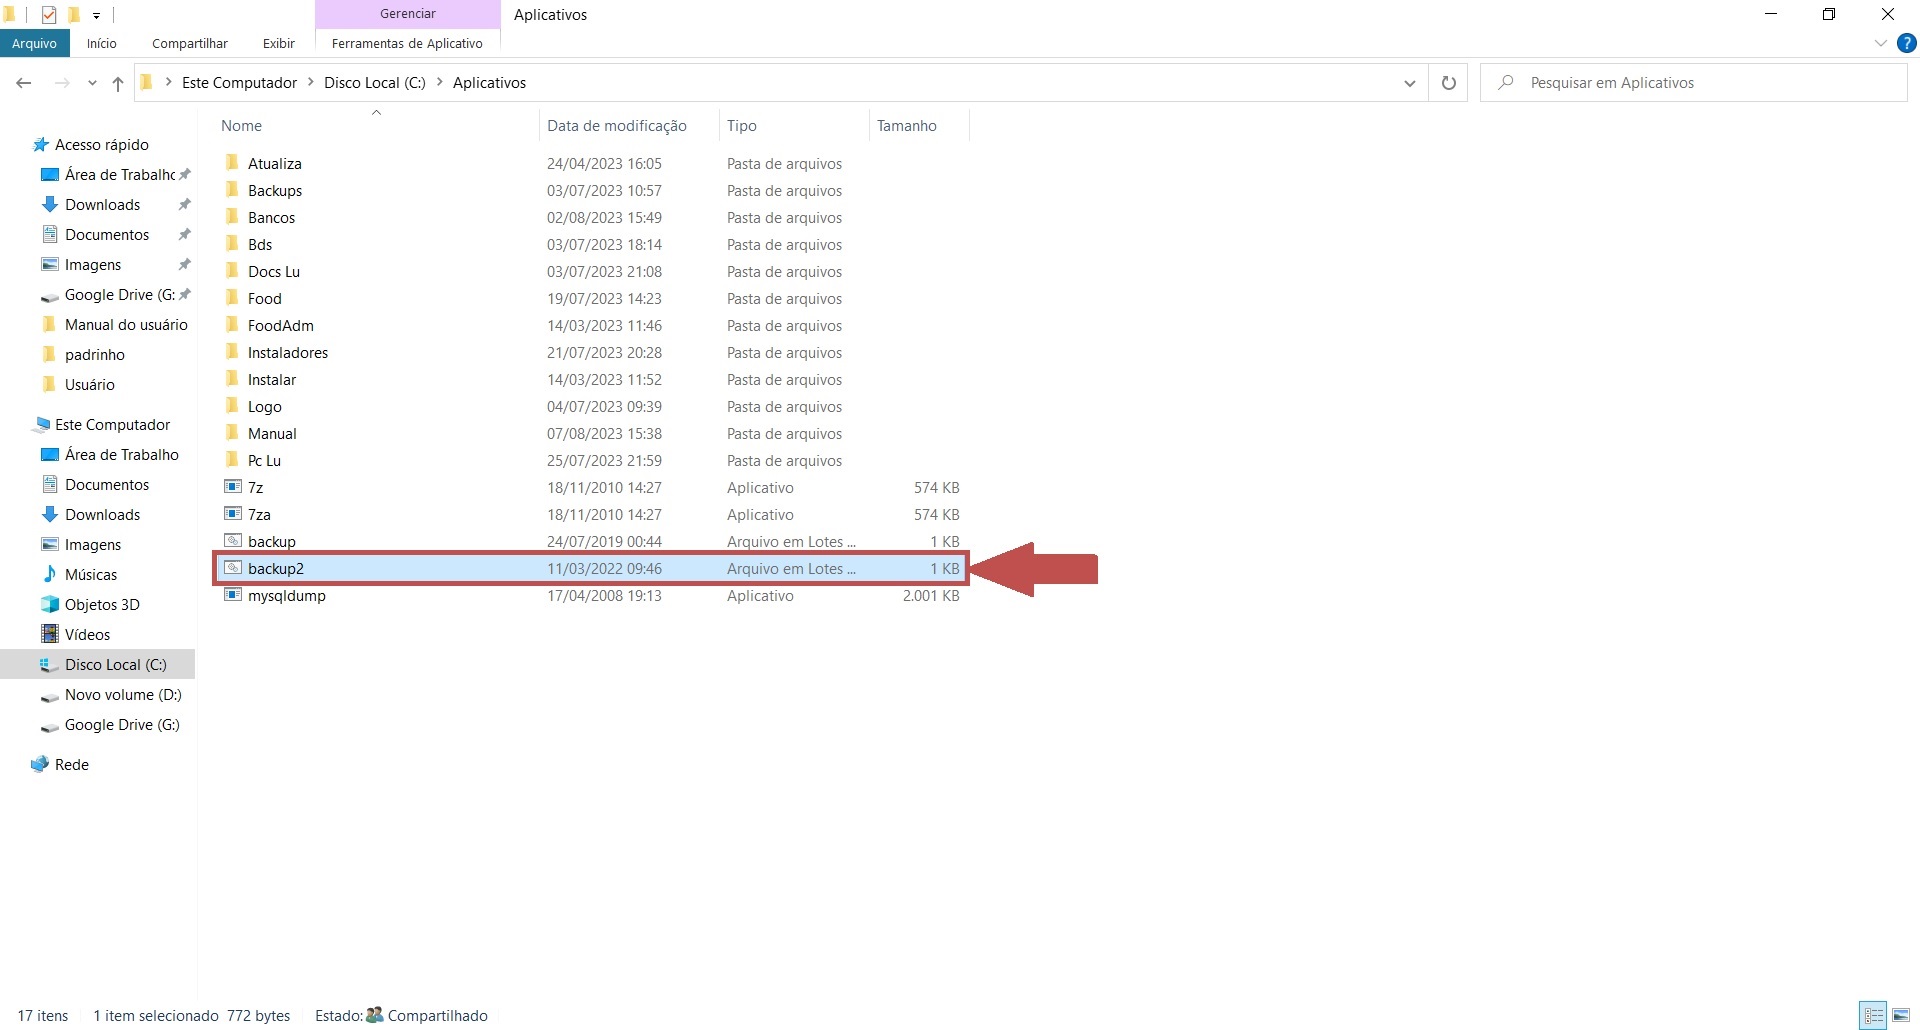 Gerenciar
Aplicativos
Arquivo
Início
Compartilhar
Exibir
Ferramentas de Aplicativo
?
Este Computador
Disco Local (C:)
Aplicativos
Pesquisar em Aplicativos
Nome
Data de modificação
Tipo
Tamanho
Acesso rápido
Área de Trabalho
Downloads
Documentos
Imagens
Google Drive (G:
Manual do usuário
padrinho
Usuário
Este Computador
Área de Trabalho
Documentos
Downloads
Imagens
Músicas
Objetos 3D
Vídeos
Disco Local (C:)
Novo volume (D:)
Google Drive (G:)
Rede
Atualiza 24/04/2023 16:05 Pasta de arquivos
Backups 03/07/2023 10:57 Pasta de arquivos
Bancos 02/08/2023 15:49 Pasta de arquivos
Bds 03/07/2023 18:14 Pasta de arquivos
Docs Lu 03/07/2023 21:08 Pasta de arquivos
Food 19/07/2023 14:23 Pasta de arquivos
FoodAdm 14/03/2023 11:46 Pasta de arquivos
Instaladores 21/07/2023 20:28 Pasta de arquivos
Instalar 14/03/2023 11:52 Pasta de arquivos
Logo 04/07/2023 09:39 Pasta de arquivos
Manual 07/08/2023 15:38 Pasta de arquivos
Pc Lu 25/07/2023 21:59 Pasta de arquivos
7z 18/11/2010 14:27 Aplicativo 574 KB
7za 18/11/2010 14:27 Aplicativo 574 KB
backup 24/07/2019 00:44 Arquivo em Lotes ... 1 KB
backup2 11/03/2022 09:46 Arquivo em Lotes ... 1 KB
mysqldump 17/04/2008 19:13 Aplicativo 2.001 KB
17 itens
1 item selecionado 772 bytes
Estado: Compartilhado